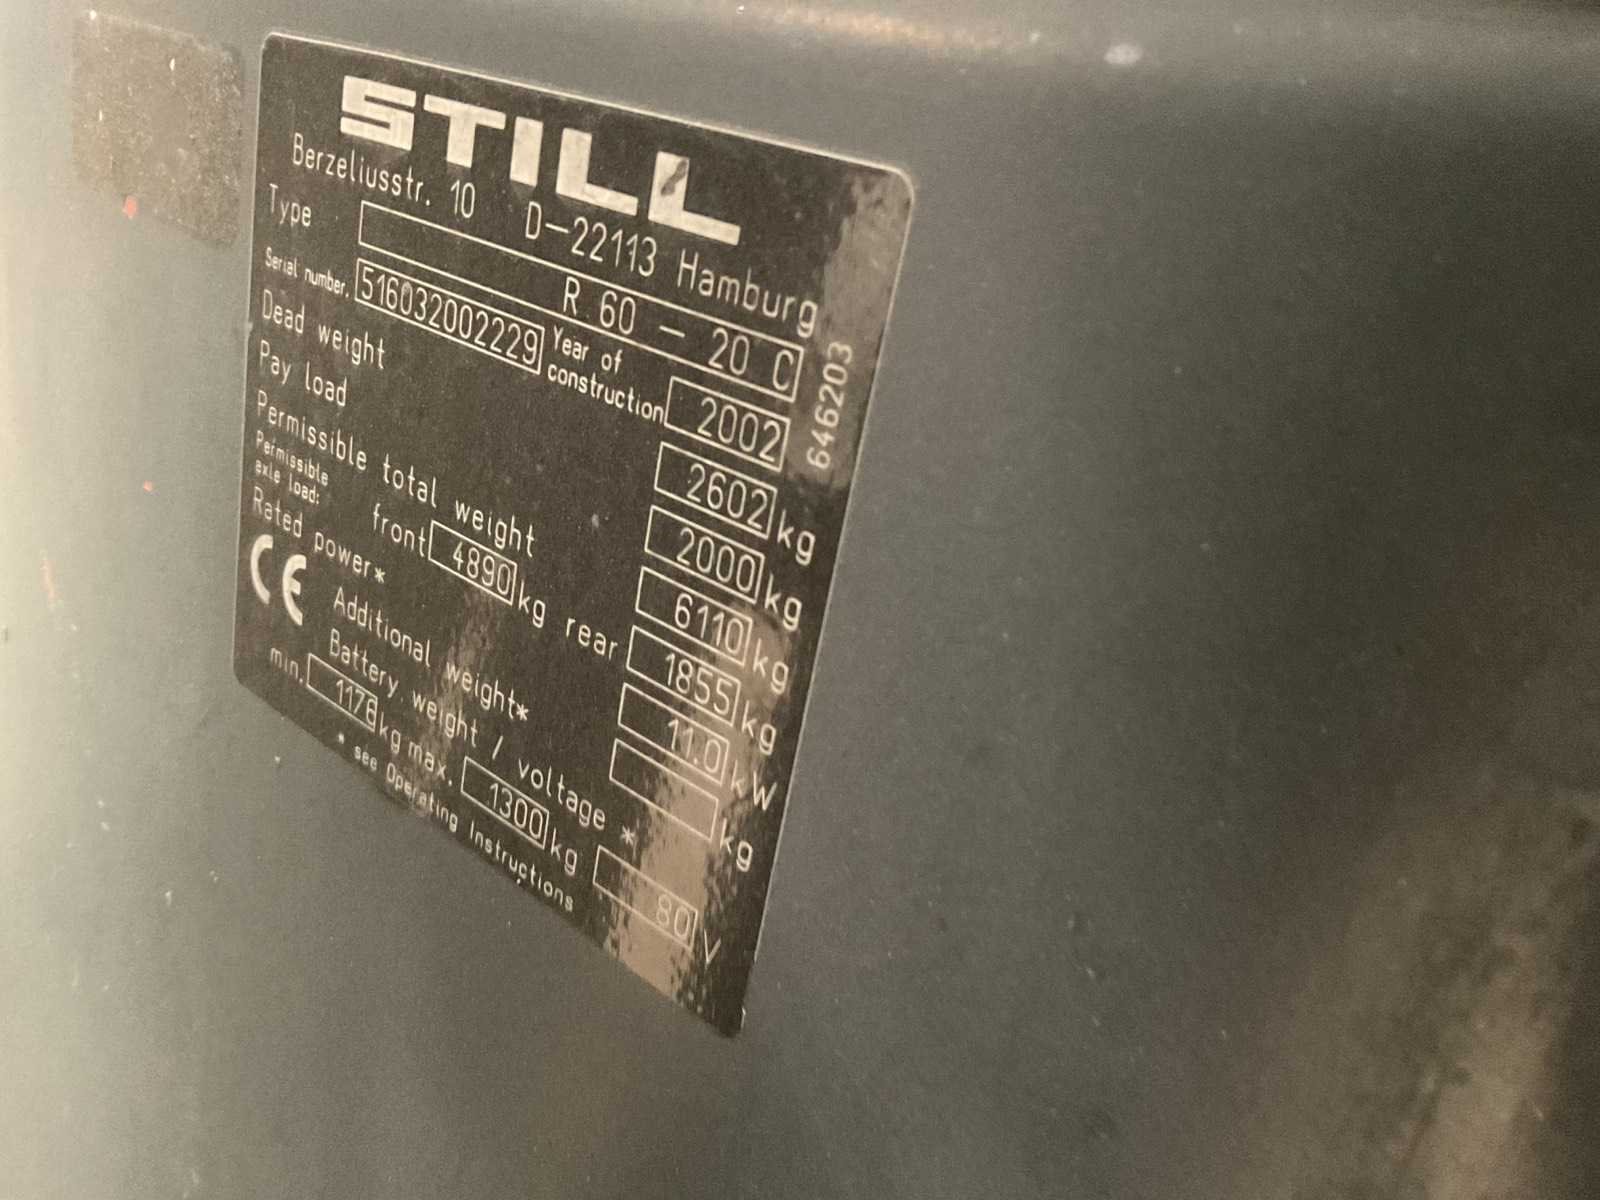 STILL
Berzeliusstr. 10 D-22113 Hamburg
Type R 60 - 20 C
Serial number. 516032002229 Year of construction 2002
Dead weight 2602 kg
Pay load 2000 kg
Permissible total weight 6110 kg
Permissible axle load: front 4890 kg rear 1855 kg
Rated power* 11.0 kW
CE Additional weight* kg
Battery weight / voltage * 80 V
min. 1176 kg max. 1300 kg
* see Operating Instructions
646203